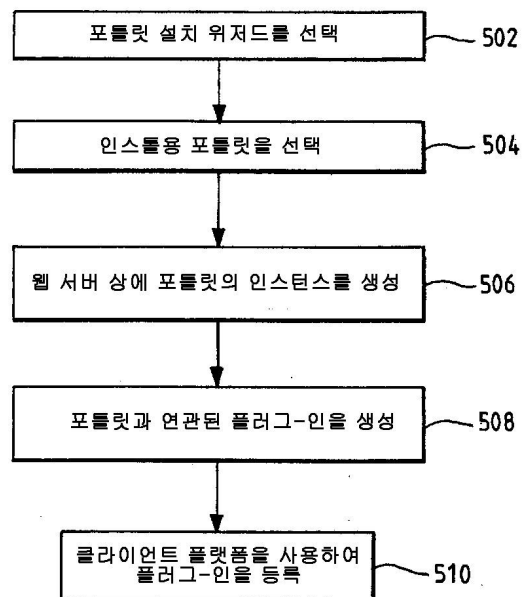 포틀릿 설치 위저드를 선택
502
인스톨용 포틀릿을 선택
504
웹 서버 상에 포틀릿의 인스턴스를 생성
506
포틀릿과 연관된 플러그-인을 생성
508
클라이언트 플랫폼을 사용하여
플러그-인을 등록
510